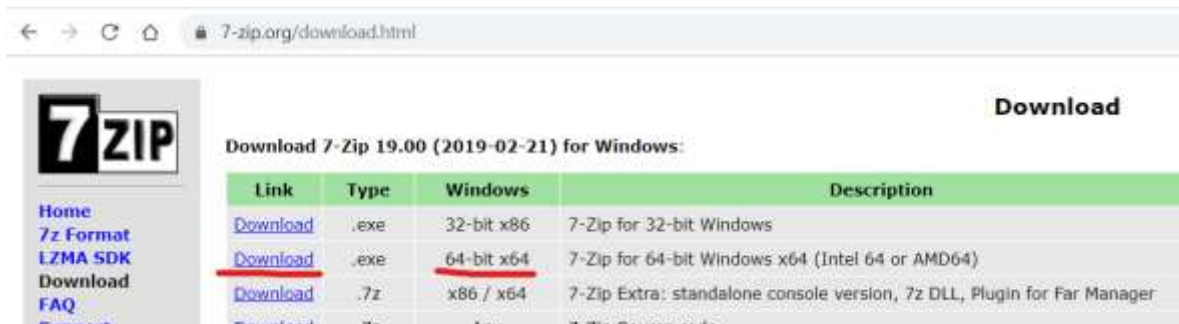 7-zip.org/download.html
7 ZIP
Download
Download 7-Zip 19.00 (2019-02-21) for Windows:
Link Type Windows Description
Download .exe 32-bit x86 7-Zip for 32-bit Windows
Download .exe 64-bit x64 7-Zip for 64-bit Windows x64 (Intel 64 or AMD64)
Download .7z x86 / x64 7-Zip Extra: standalone console version, 7z DLL, Plugin for Far Manager
Home
7z Format
LZMA SDK
Download
FAQ